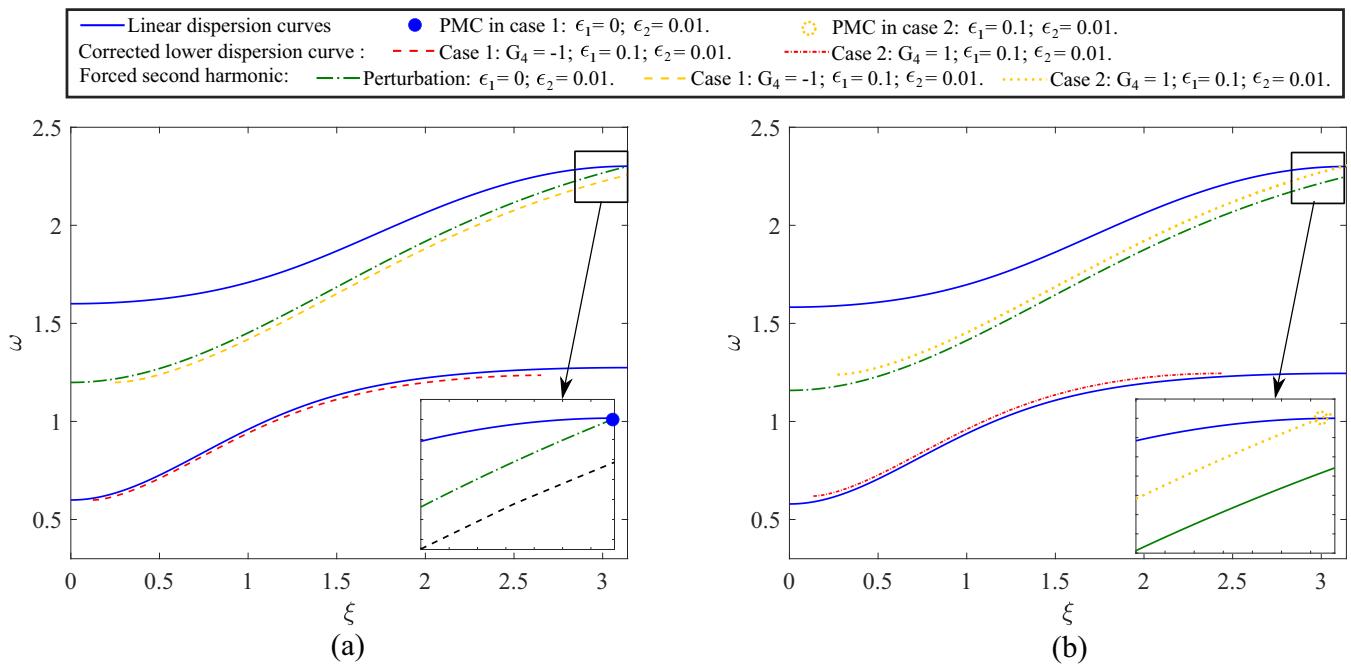 Linear dispersion curves PMC in case 1: ϵ₁= 0; ϵ₂= 0.01. PMC in case 2: ϵ₁= 0.1; ϵ₂= 0.01.
Corrected lower dispersion curve : Case 1: G₄ = -1; ϵ₁= 0.1; ϵ₂= 0.01. Case 2: G₄ = 1; ϵ₁= 0.1; ϵ₂= 0.01.
Forced second harmonic: Perturbation: ϵ₁= 0; ϵ₂= 0.01. Case 1: G₄ = -1; ϵ₁= 0.1; ϵ₂= 0.01. Case 2: G₄ = 1; ϵ₁= 0.1; ϵ₂= 0.01.
2.5
2
1.5
ω
1
0.5
0 0.5 1 1.5 2 2.5 3
ξ
(a)
2.5
2
1.5
ω
1
0.5
0 0.5 1 1.5 2 2.5 3
ξ
(b)